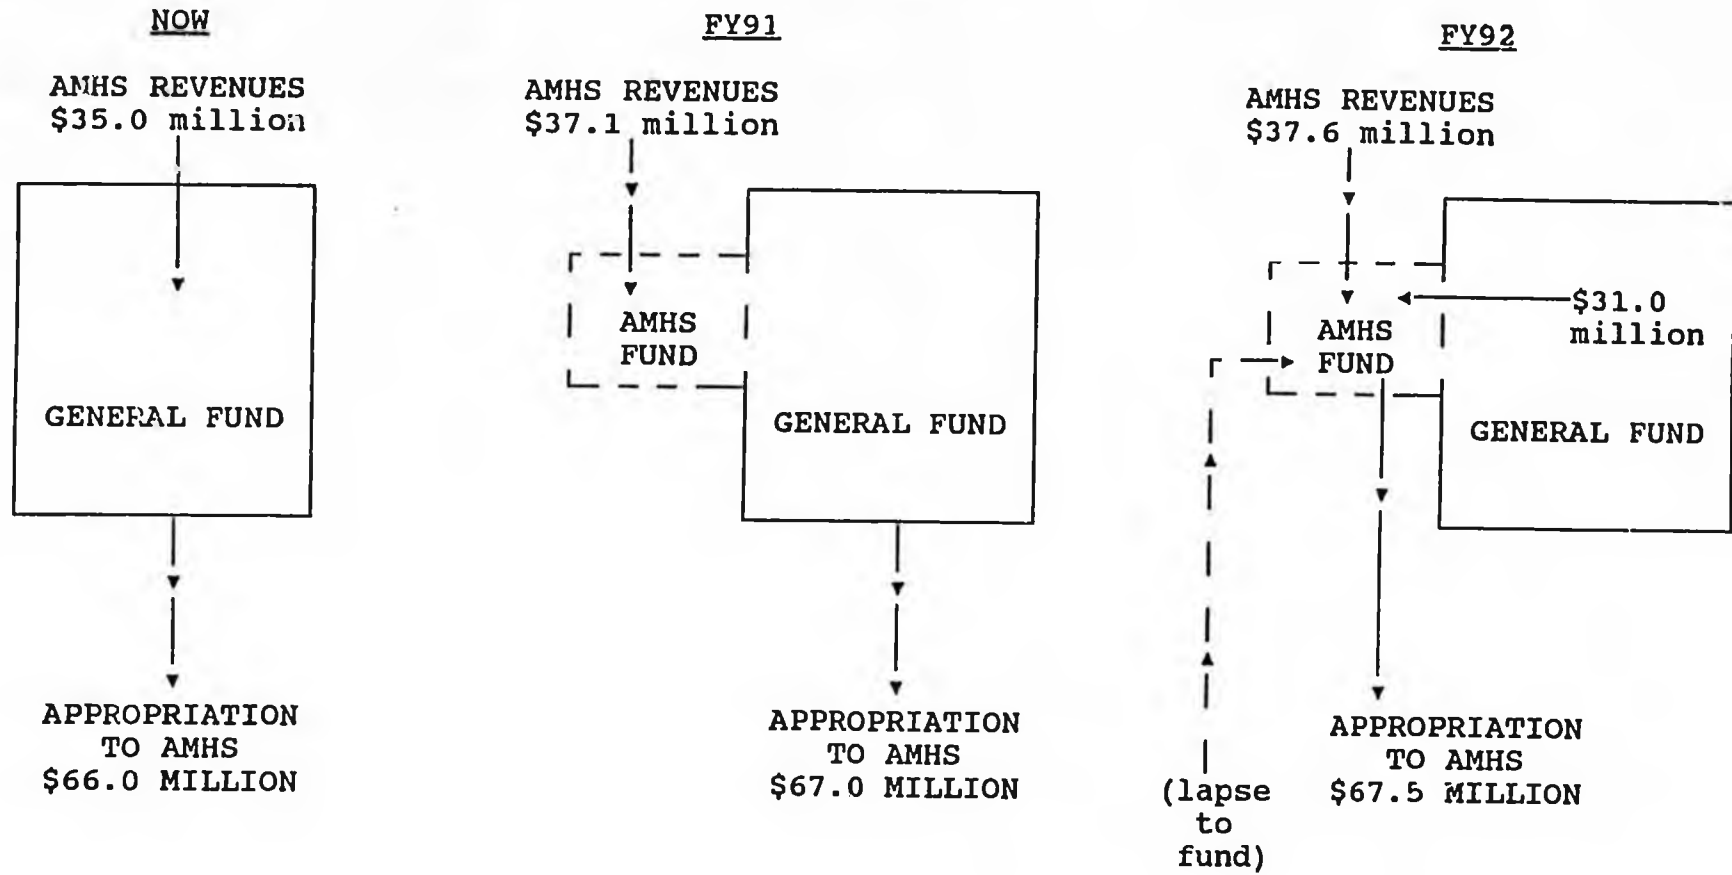 NOW
AMHS REVENUES
$35.0 million
GENERAL FUND
APPROPRIATION
TO AMHS
$66.0 MILLION
FY91
AMHS REVENUES
$37.1 million
AMHS
FUND
GENERAL FUND
APPROPRIATION
TO AMHS
$67.0 MILLION
FY92
AMHS REVENUES
$37.6 million
$31.0
million
AMHS
FUND
GENERAL FUND
APPROPRIATION
TO AMHS
$67.5 MILLION
(lapse
to
fund)